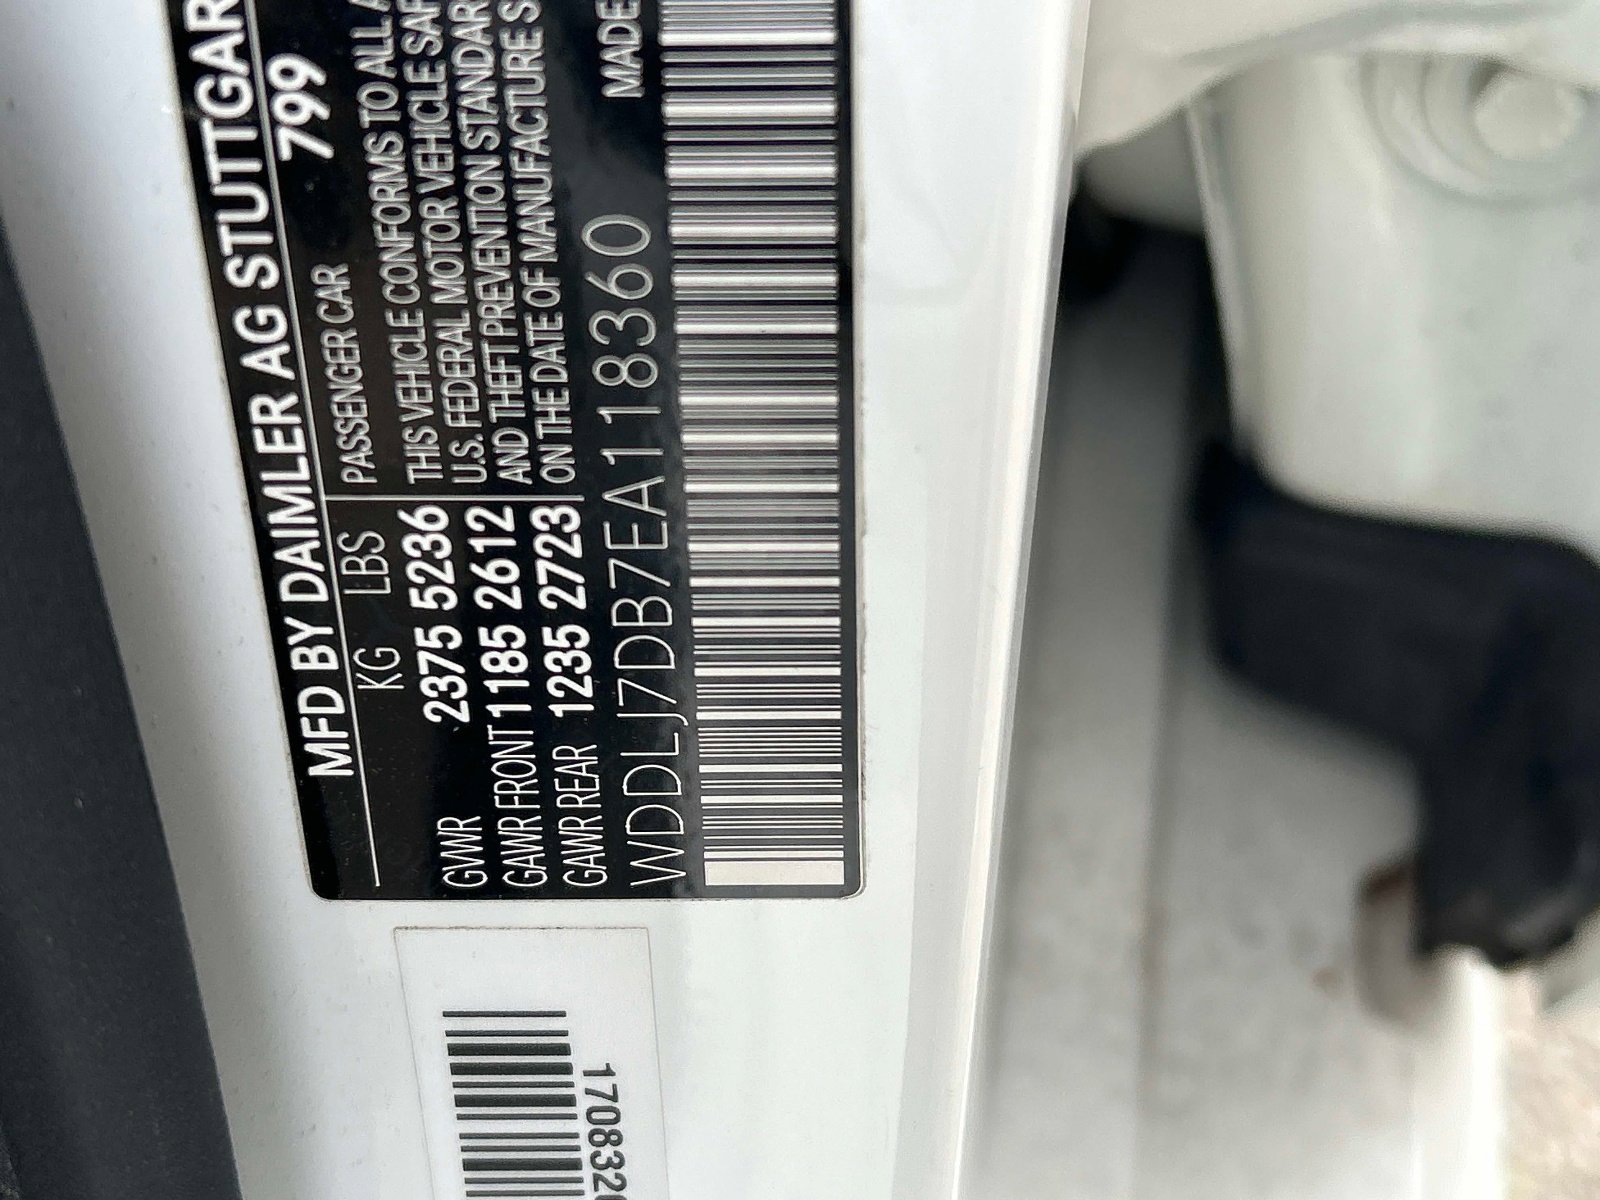 MFD BY DAIMLER AG STUTTGAR
KG LBS 799
PASSENGER CAR
GVWR 2375 5236 THIS VEHICLE CONFORMS TO ALL A
GAWR FRONT 1185 2612 U.S. FEDERAL MOTOR VEHICLE SAF
GAWR REAR 1235 2723 AND THEFT PREVENTION STANDAR
ON THE DATE OF MANUFACTURE S
WDDLJ7DB7EA118360 MADE
1708320